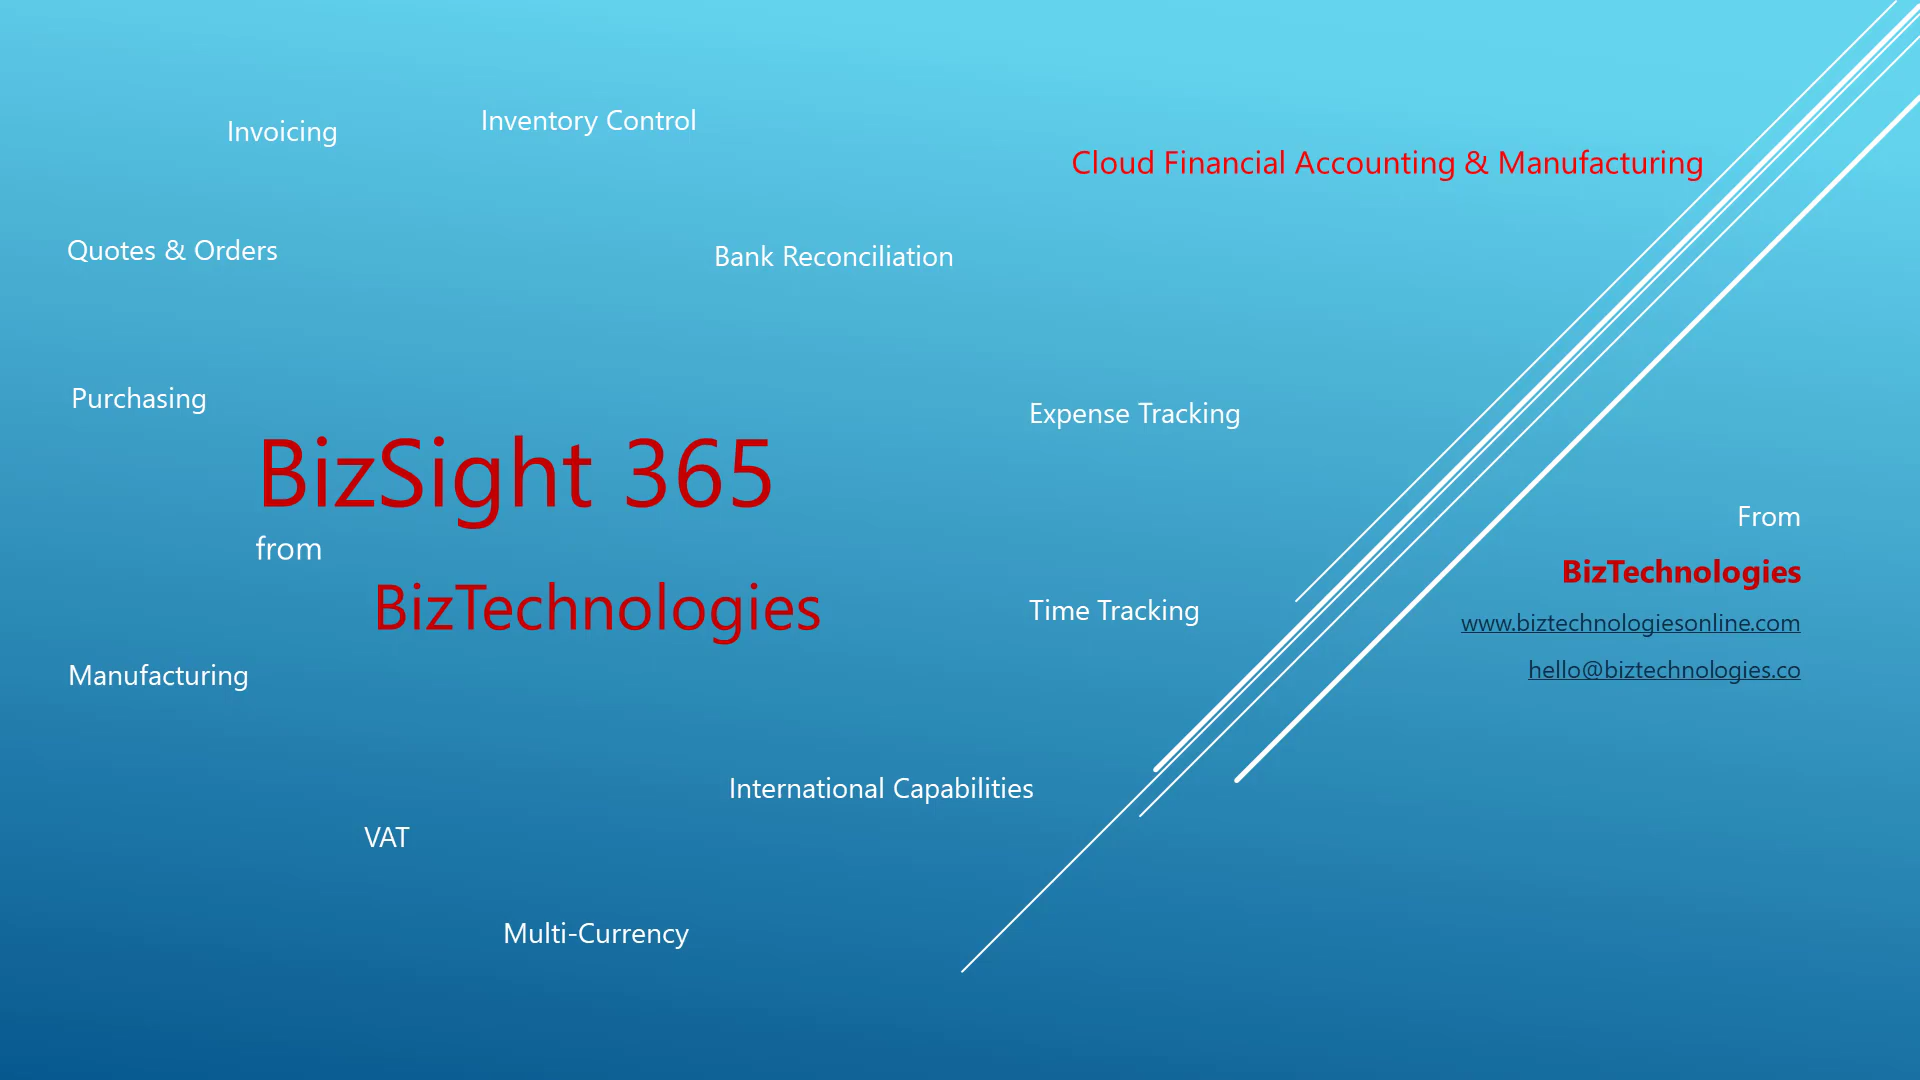 Invoicing
Inventory Control
Cloud Financial Accounting & Manufacturing
Quotes & Orders
Bank Reconciliation
Purchasing
Expense Tracking
BizSight 365
from
BizTechnologies
Time Tracking
Manufacturing
International Capabilities
VAT
Multi-Currency
From
BizTechnologies
www.biztechnologiesonline.com
hello@biztechnologies.co